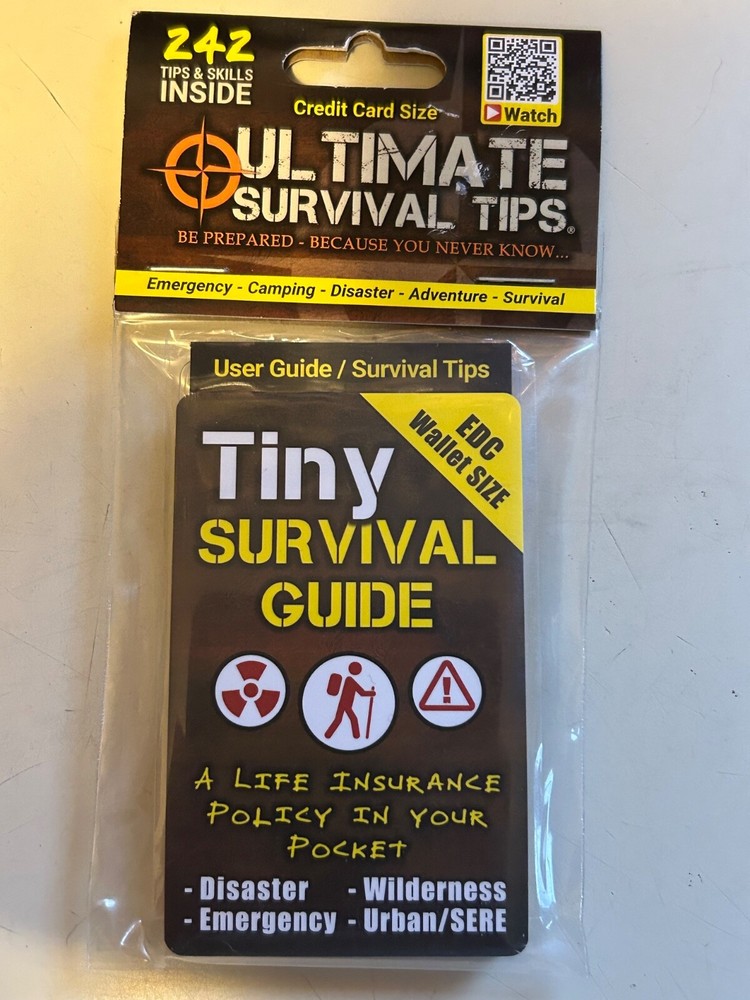 242
TIPS & SKILLS
INSIDE
Credit Card Size
Watch
ULTIMATE
SURVIVAL TIPS®
BE PREPARED - BECAUSE YOU NEVER KNOW...
Emergency - Camping - Disaster - Adventure - Survival
User Guide / Survival Tips
EDC
Wallet SIZE
Tiny
SURVIVAL
GUIDE
A LIFE INSURANCE
POLICY IN YOUR
POCKET
- Disaster - Wilderness
- Emergency - Urban/SERE